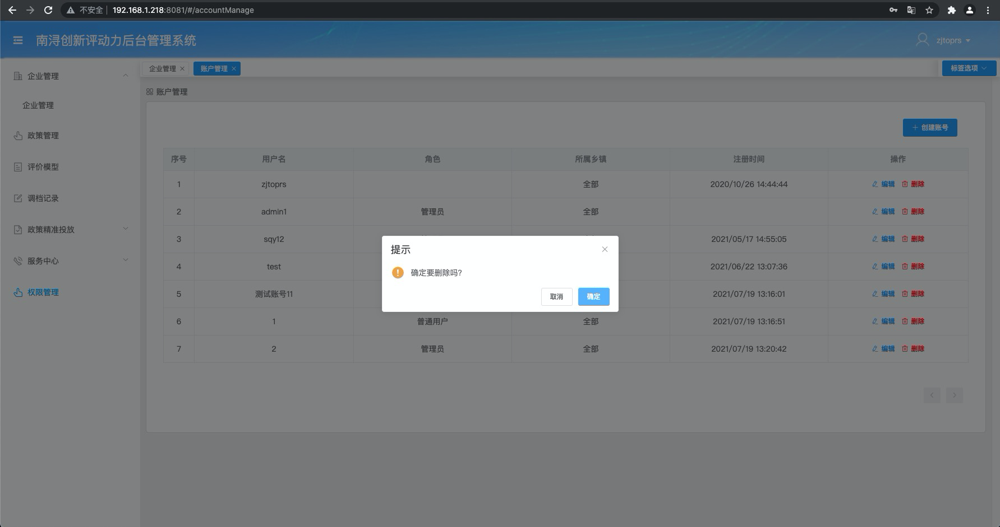 不安全 192.168.1.218:8081/#/accountManage
南浔创新评动力后台管理系统
zjtoprs
企业管理
企业管理
政策管理
评价模型
调档记录
政策精准投放
服务中心
权限管理
企业管理 账户管理 标签选项
账户管理
创建账号
序号 用户名 角色 所属乡镇 注册时间 操作
1 zjtoprs 全部 2020/10/26 14:44:44 编辑 删除
2 admin1 管理员 全部 编辑 删除
3 sqy12 2021/05/17 14:55:05 编辑 删除
4 test 2021/06/22 13:07:36 编辑 删除
5 测试账号11 2021/07/19 13:16:01 编辑 删除
6 1 普通用户 全部 2021/07/19 13:16:51 编辑 删除
7 2 管理员 全部 2021/07/19 13:20:42 编辑 删除
提示
确定要删除吗?
取消 确定